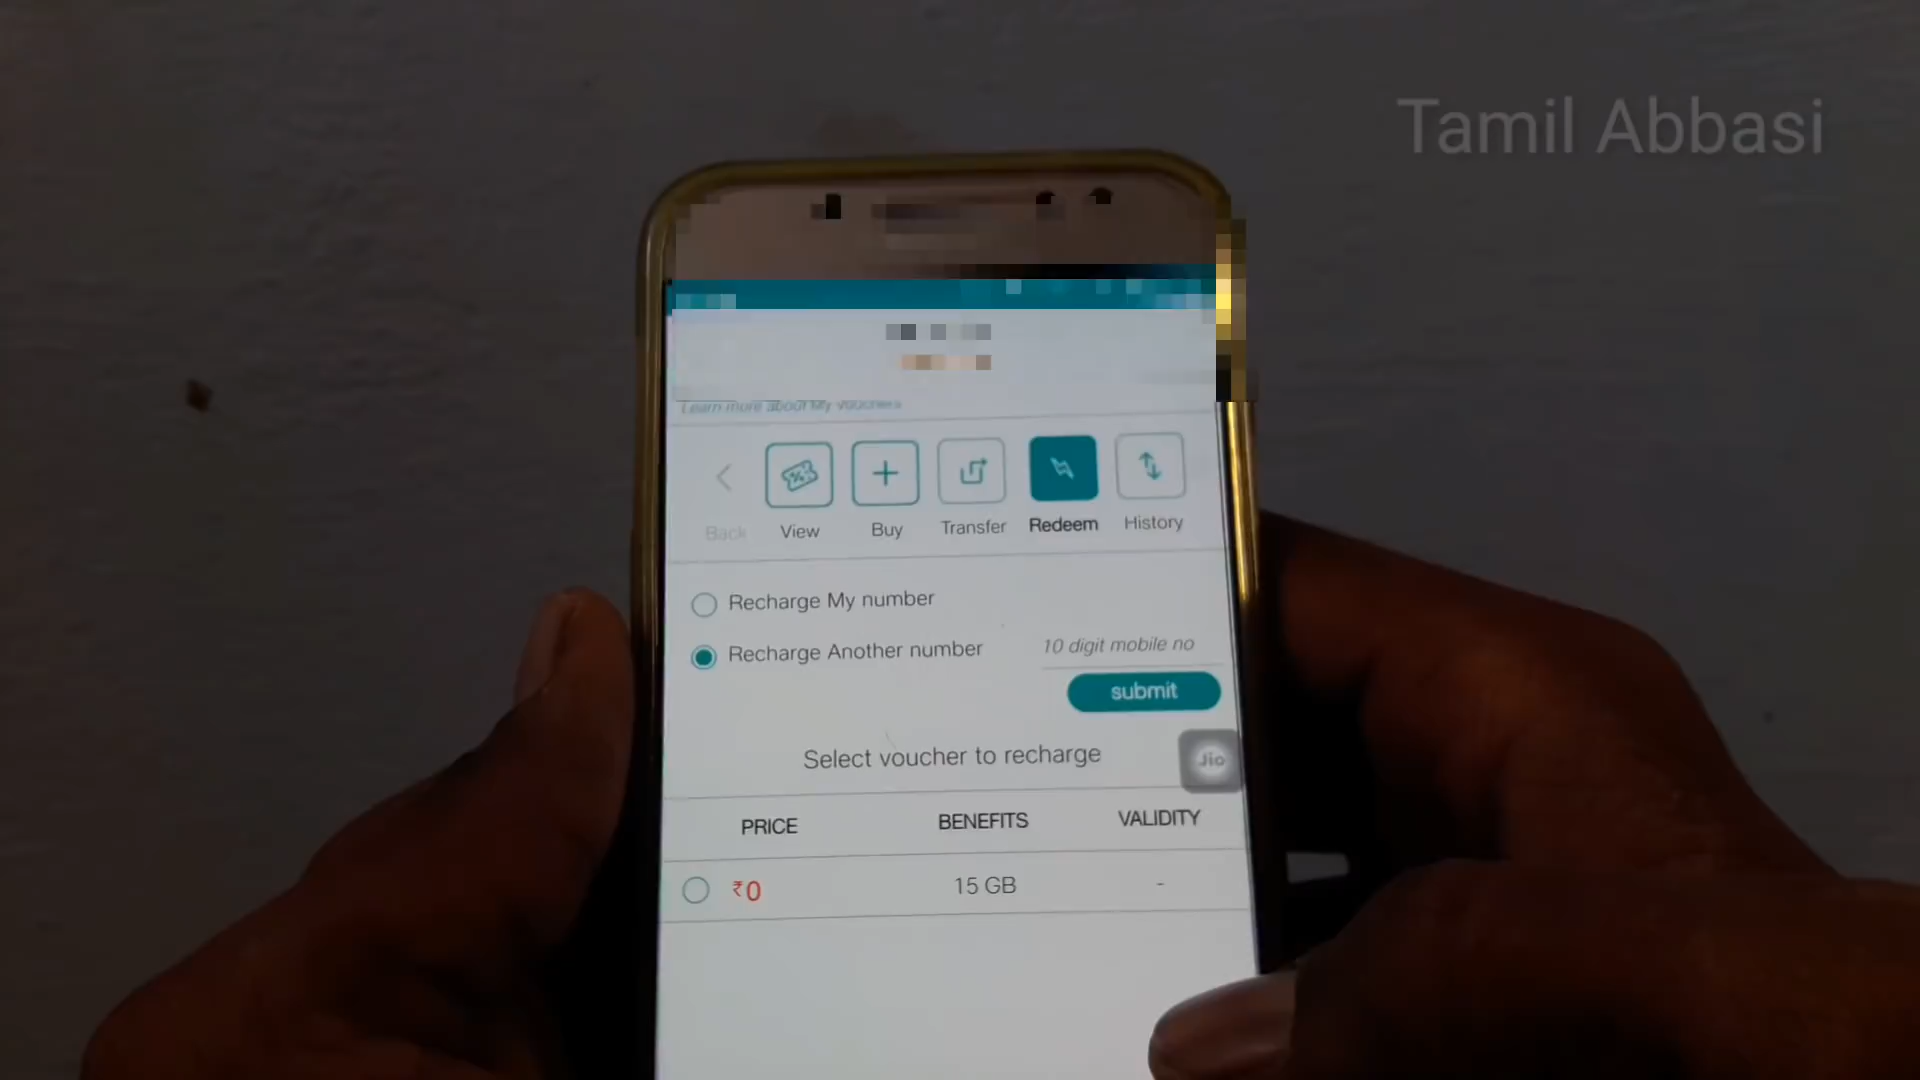 Tamil Abbasi
Learn more about My Vouchers
Back View Buy Transfer Redeem History
Recharge My number
Recharge Another number 10 digit mobile no
submit
Select voucher to recharge
Jio
PRICE BENEFITS VALIDITY
₹0 15 GB -